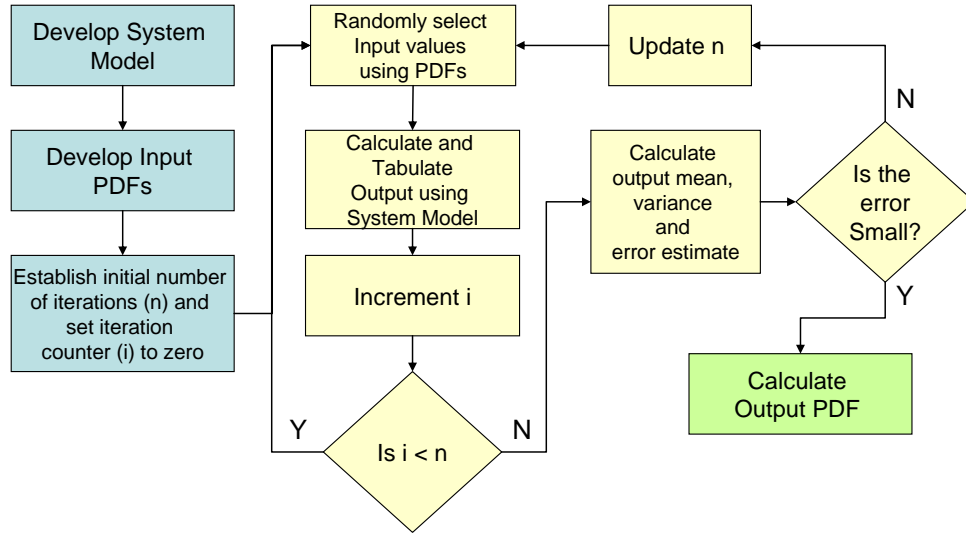 Develop System
Model
Develop Input
PDFs
Establish initial number
of iterations (n) and
set iteration
counter (i) to zero
Randomly select
Input values
using PDFs
Calculate and
Tabulate
Output using
System Model
Increment i
Is i < n
Y
N
Calculate
output mean,
variance
and
error estimate
Is the
error
Small?
N
Update n
Y
Calculate
Output PDF